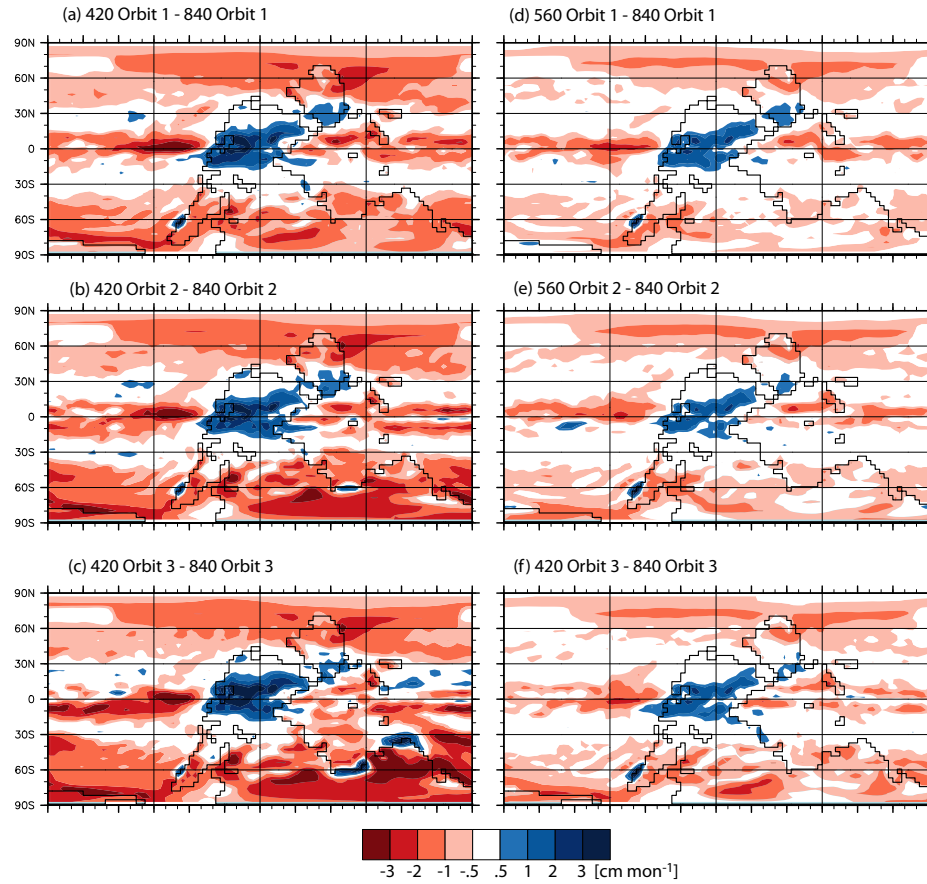 (a) 420 Orbit 1 - 840 Orbit 1
(d) 560 Orbit 1 - 840 Orbit 1
90N
60N
30N
0
30S
60S
90S
90N
60N
30N
0
30S
60S
90S
(b) 420 Orbit 2 - 840 Orbit 2
(e) 560 Orbit 2 - 840 Orbit 2
90N
60N
30N
0
30S
60S
90S
90N
60N
30N
0
30S
60S
90S
(c) 420 Orbit 3 - 840 Orbit 3
(f) 420 Orbit 3 - 840 Orbit 3
90N
60N
30N
0
30S
60S
90S
90N
60N
30N
0
30S
60S
90S
-3 -2 -1 -.5 .5 1 2 3 [cm mon⁻¹]